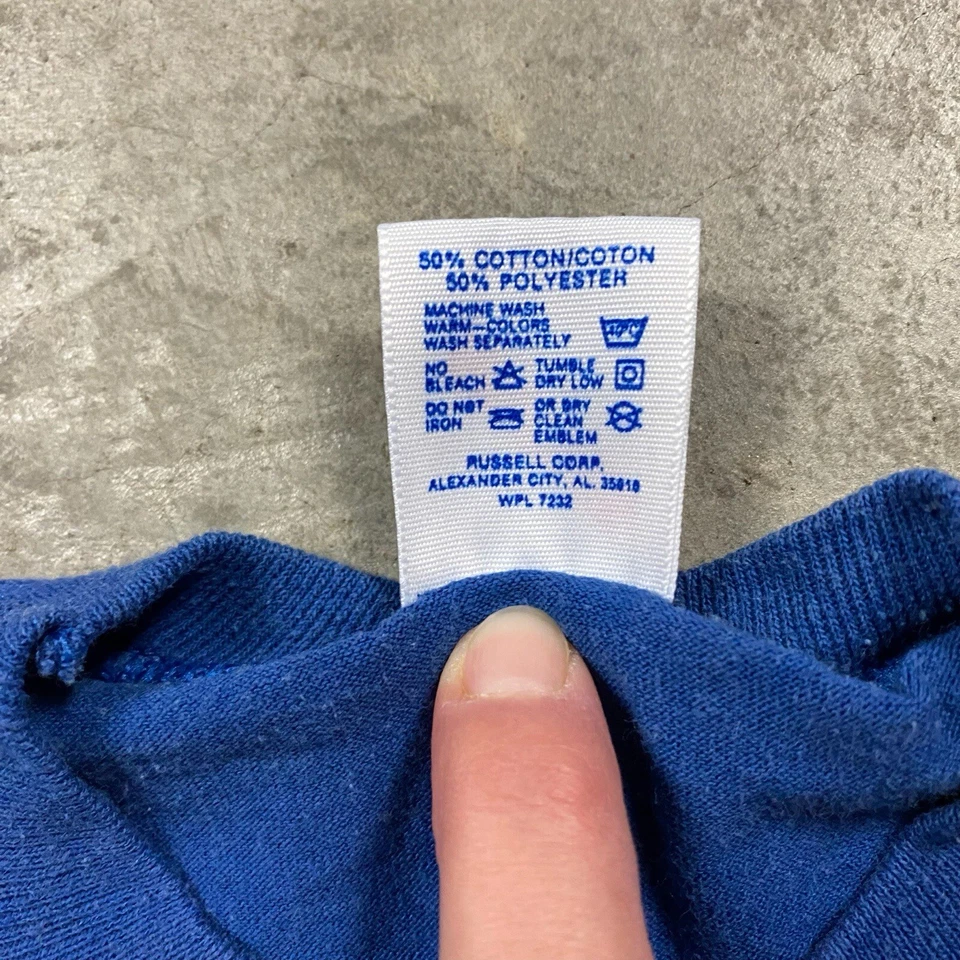 50% COTTON/COTON
50% POLYESTER
MACHINE WASH
WARM-COLORS
WASH SEPARATELY
40°C
NO
BLEACH
TUMBLE
DRY LOW
DO NOT
IRON
OR DRY
CLEAN
EMBLEM
RUSSELL CORP.
ALEXANDER CITY, AL. 35010
WPL 7232